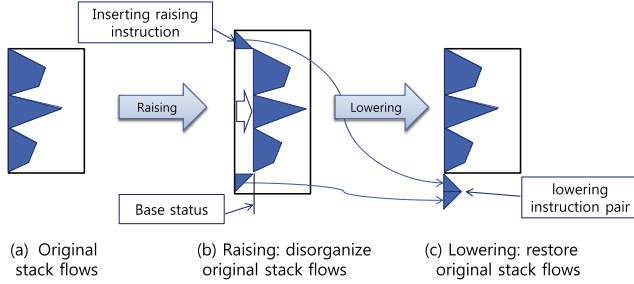 Inserting raising
instruction
Raising
Lowering
Base status
lowering
instruction pair
(a) Original
stack flows
(b) Raising: disorganize
original stack flows
(c) Lowering: restore
original stack flows